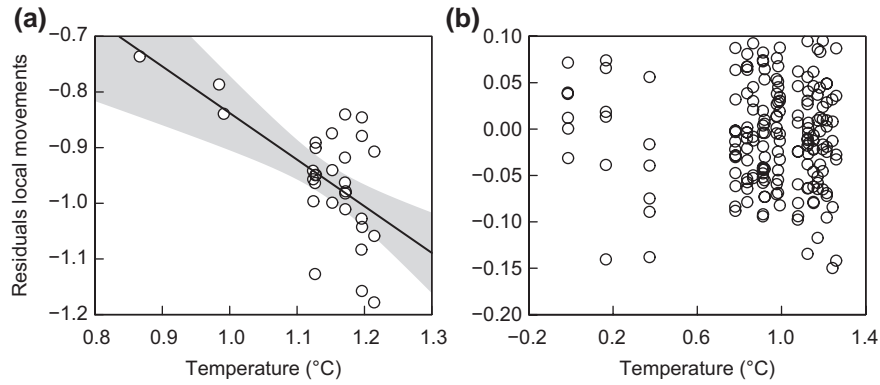 (a)
Residuals local movements
−0.7
−0.8
−0.9
−1.0
−1.1
−1.2
0.8 0.9 1.0 1.1 1.2 1.3
Temperature (°C)
(b)
0.10
0.05
0.00
−0.05
−0.10
−0.15
−0.20
−0.2 0.2 0.6 1.0 1.4
Temperature (°C)